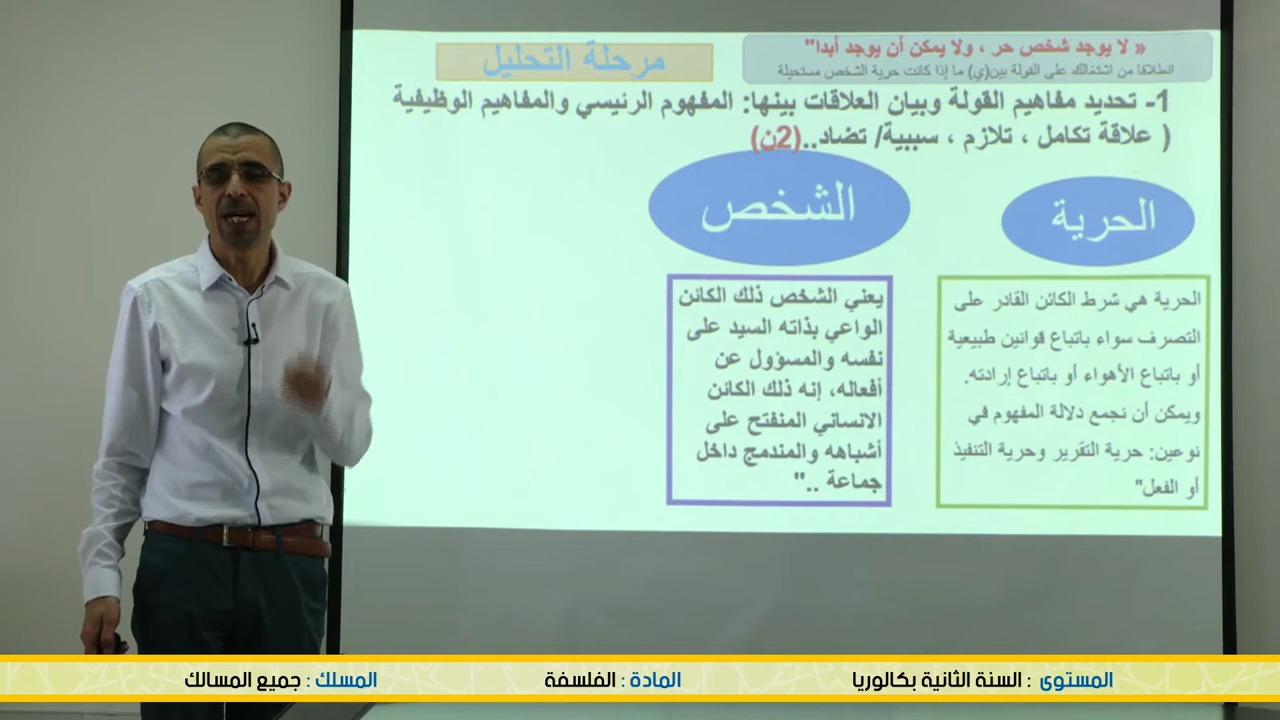 « لا يوجد شخص حر ، ولا يمكن أن يوجد أبدا"
انطلاقا من اشتغالك على القولة بين(ي) ما إذا كانت حرية الشخص مستحيلة
مرحلة التحليل
1- تحديد مفاهيم القولة وبيان العلاقات بينها: المفهوم الرئيسي والمفاهيم الوظيفية
( علاقة تكامل ، تلازم ، سببية/ تضاد..(2ن)
الحرية
الحرية هي شرط الكائن القادر على
التصرف سواء باتباع قوانين طبيعية
أو باتباع الأهواء أو باتباع إرادته.
ويمكن أن نجمع دلالة المفهوم في
نوعين: حرية التقرير وحرية التنفيذ
أو الفعل"
الشخص
يعني الشخص ذلك الكائن
الواعي بذاته السيد على
نفسه والمسؤول عن
أفعاله، إنه ذلك الكائن
الانساني المنفتح على
أشباهه والمندمج داخل
جماعة .."
المستوى : السنة الثانية بكالوريا
المادة : الفلسفة
المسلك : جميع المسالك